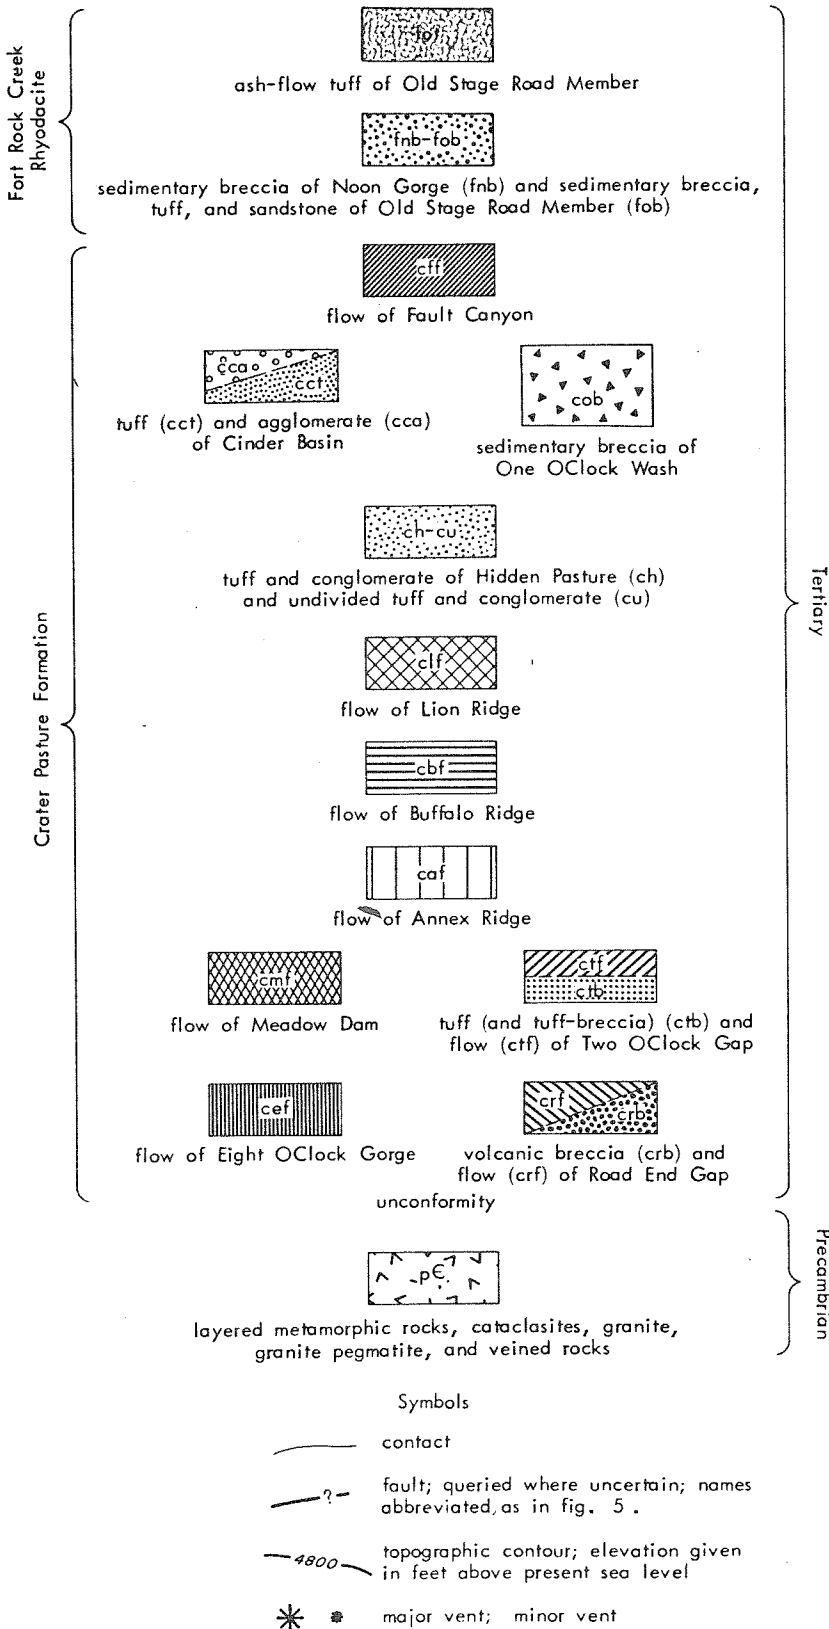 Fort Rock Creek
Rhyodacite
fof
ash-flow tuff of Old Stage Road Member
fnb-fob
sedimentary breccia of Noon Gorge (fnb) and sedimentary breccia,
tuff, and sandstone of Old Stage Road Member (fob)
Crater Pasture Formation
cff
flow of Fault Canyon
cca
cct
tuff (cct) and agglomerate (cca)
of Cinder Basin
cob
sedimentary breccia of
One OClock Wash
ch-cu
tuff and conglomerate of Hidden Pasture (ch)
and undivided tuff and conglomerate (cu)
clf
flow of Lion Ridge
cbf
flow of Buffalo Ridge
caf
flow of Annex Ridge
cmf
flow of Meadow Dam
ctf
ctb
tuff (and tuff-breccia) (ctb) and
flow (ctf) of Two OClock Gap
cef
flow of Eight OClock Gorge
crf
crb
volcanic breccia (crb) and
flow (crf) of Road End Gap
unconformity
Tertiary
p€
layered metamorphic rocks, cataclasites, granite,
granite pegmatite, and veined rocks
Precambrian
Symbols
contact
?
fault; queried where uncertain; names
abbreviated, as in fig. 5 .
4800
topographic contour; elevation given
in feet above present sea level
major vent; minor vent